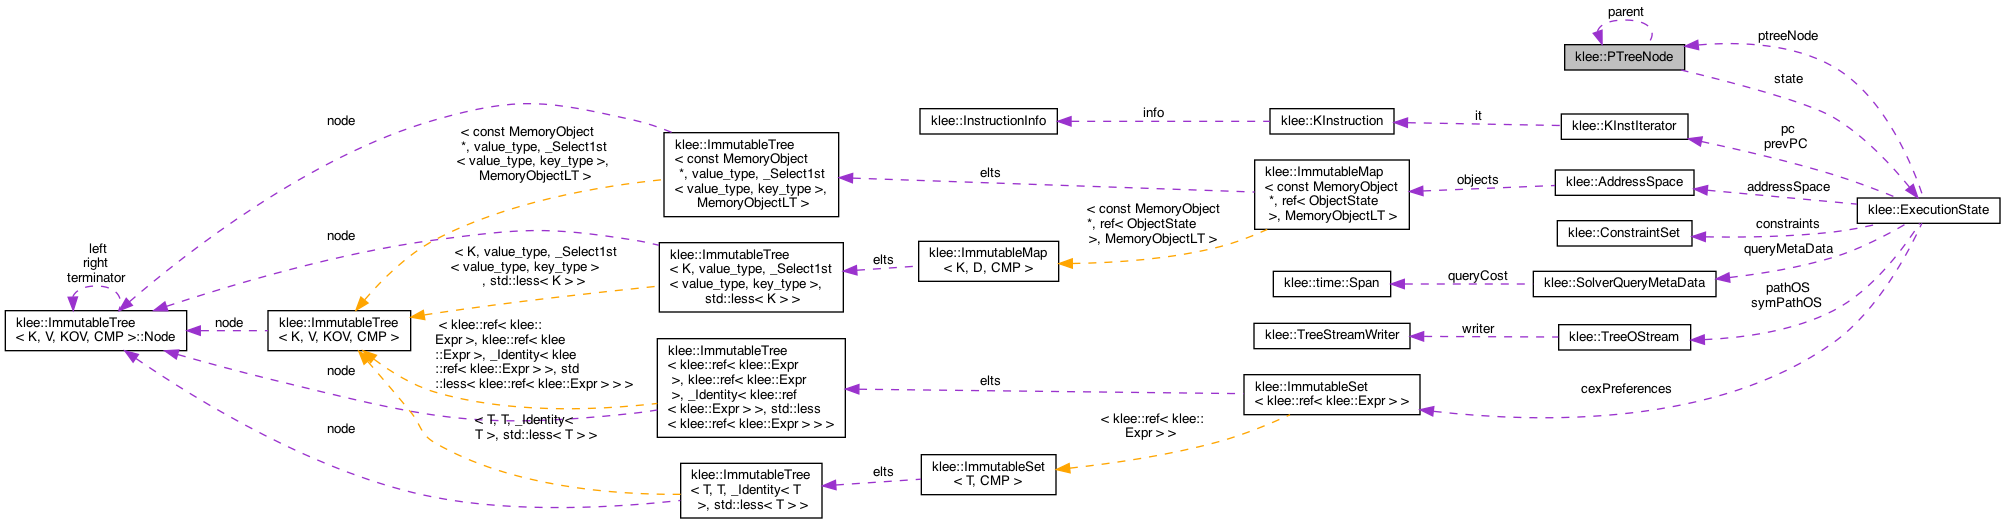 parent
klee::PTreeNode
ptreeNode
state
klee::InstructionInfo
info
klee::KInstruction
it
klee::KInstIterator
pc
prevPC
klee::ExecutionState
node
< const MemoryObject
*, value_type, _Select1st
< value_type, key_type >,
MemoryObjectLT >
klee::ImmutableTree
< const MemoryObject
*, value_type, _Select1st
< value_type, key_type >,
MemoryObjectLT >
elts
klee::ImmutableMap
< const MemoryObject
*, ref< ObjectState
>, MemoryObjectLT >
objects
klee::AddressSpace
addressSpace
< const MemoryObject
*, ref< ObjectState
>, MemoryObjectLT >
klee::ConstraintSet
constraints
node
< K, value_type, _Select1st
< value_type, key_type >
, std::less< K > >
klee::ImmutableTree
< K, value_type, _Select1st
< value_type, key_type >,
std::less< K > >
elts
klee::ImmutableMap
< K, D, CMP >
klee::time::Span
queryCost
klee::SolverQueryMetaData
queryMetaData
left
right
terminator
klee::ImmutableTree
< K, V, KOV, CMP >::Node
node
klee::ImmutableTree
< K, V, KOV, CMP >
klee::TreeStreamWriter
writer
klee::TreeOStream
pathOS
symPathOS
< klee::ref< klee::
Expr >, klee::ref< klee
::Expr >, _Identity< klee
::ref< klee::Expr > >, std
::less< klee::ref< klee::Expr > > >
node
klee::ImmutableTree
< klee::ref< klee::Expr
>, klee::ref< klee::Expr
>, _Identity< klee::ref
< klee::Expr > >, std::less
< klee::ref< klee::Expr > > >
elts
klee::ImmutableSet
< klee::ref< klee::Expr > >
cexPreferences
< T, T, _Identity<
T >, std::less< T > >
node
klee::ImmutableTree
< T, T, _Identity< T
>, std::less< T > >
elts
klee::ImmutableSet
< T, CMP >
< klee::ref< klee::
Expr > >